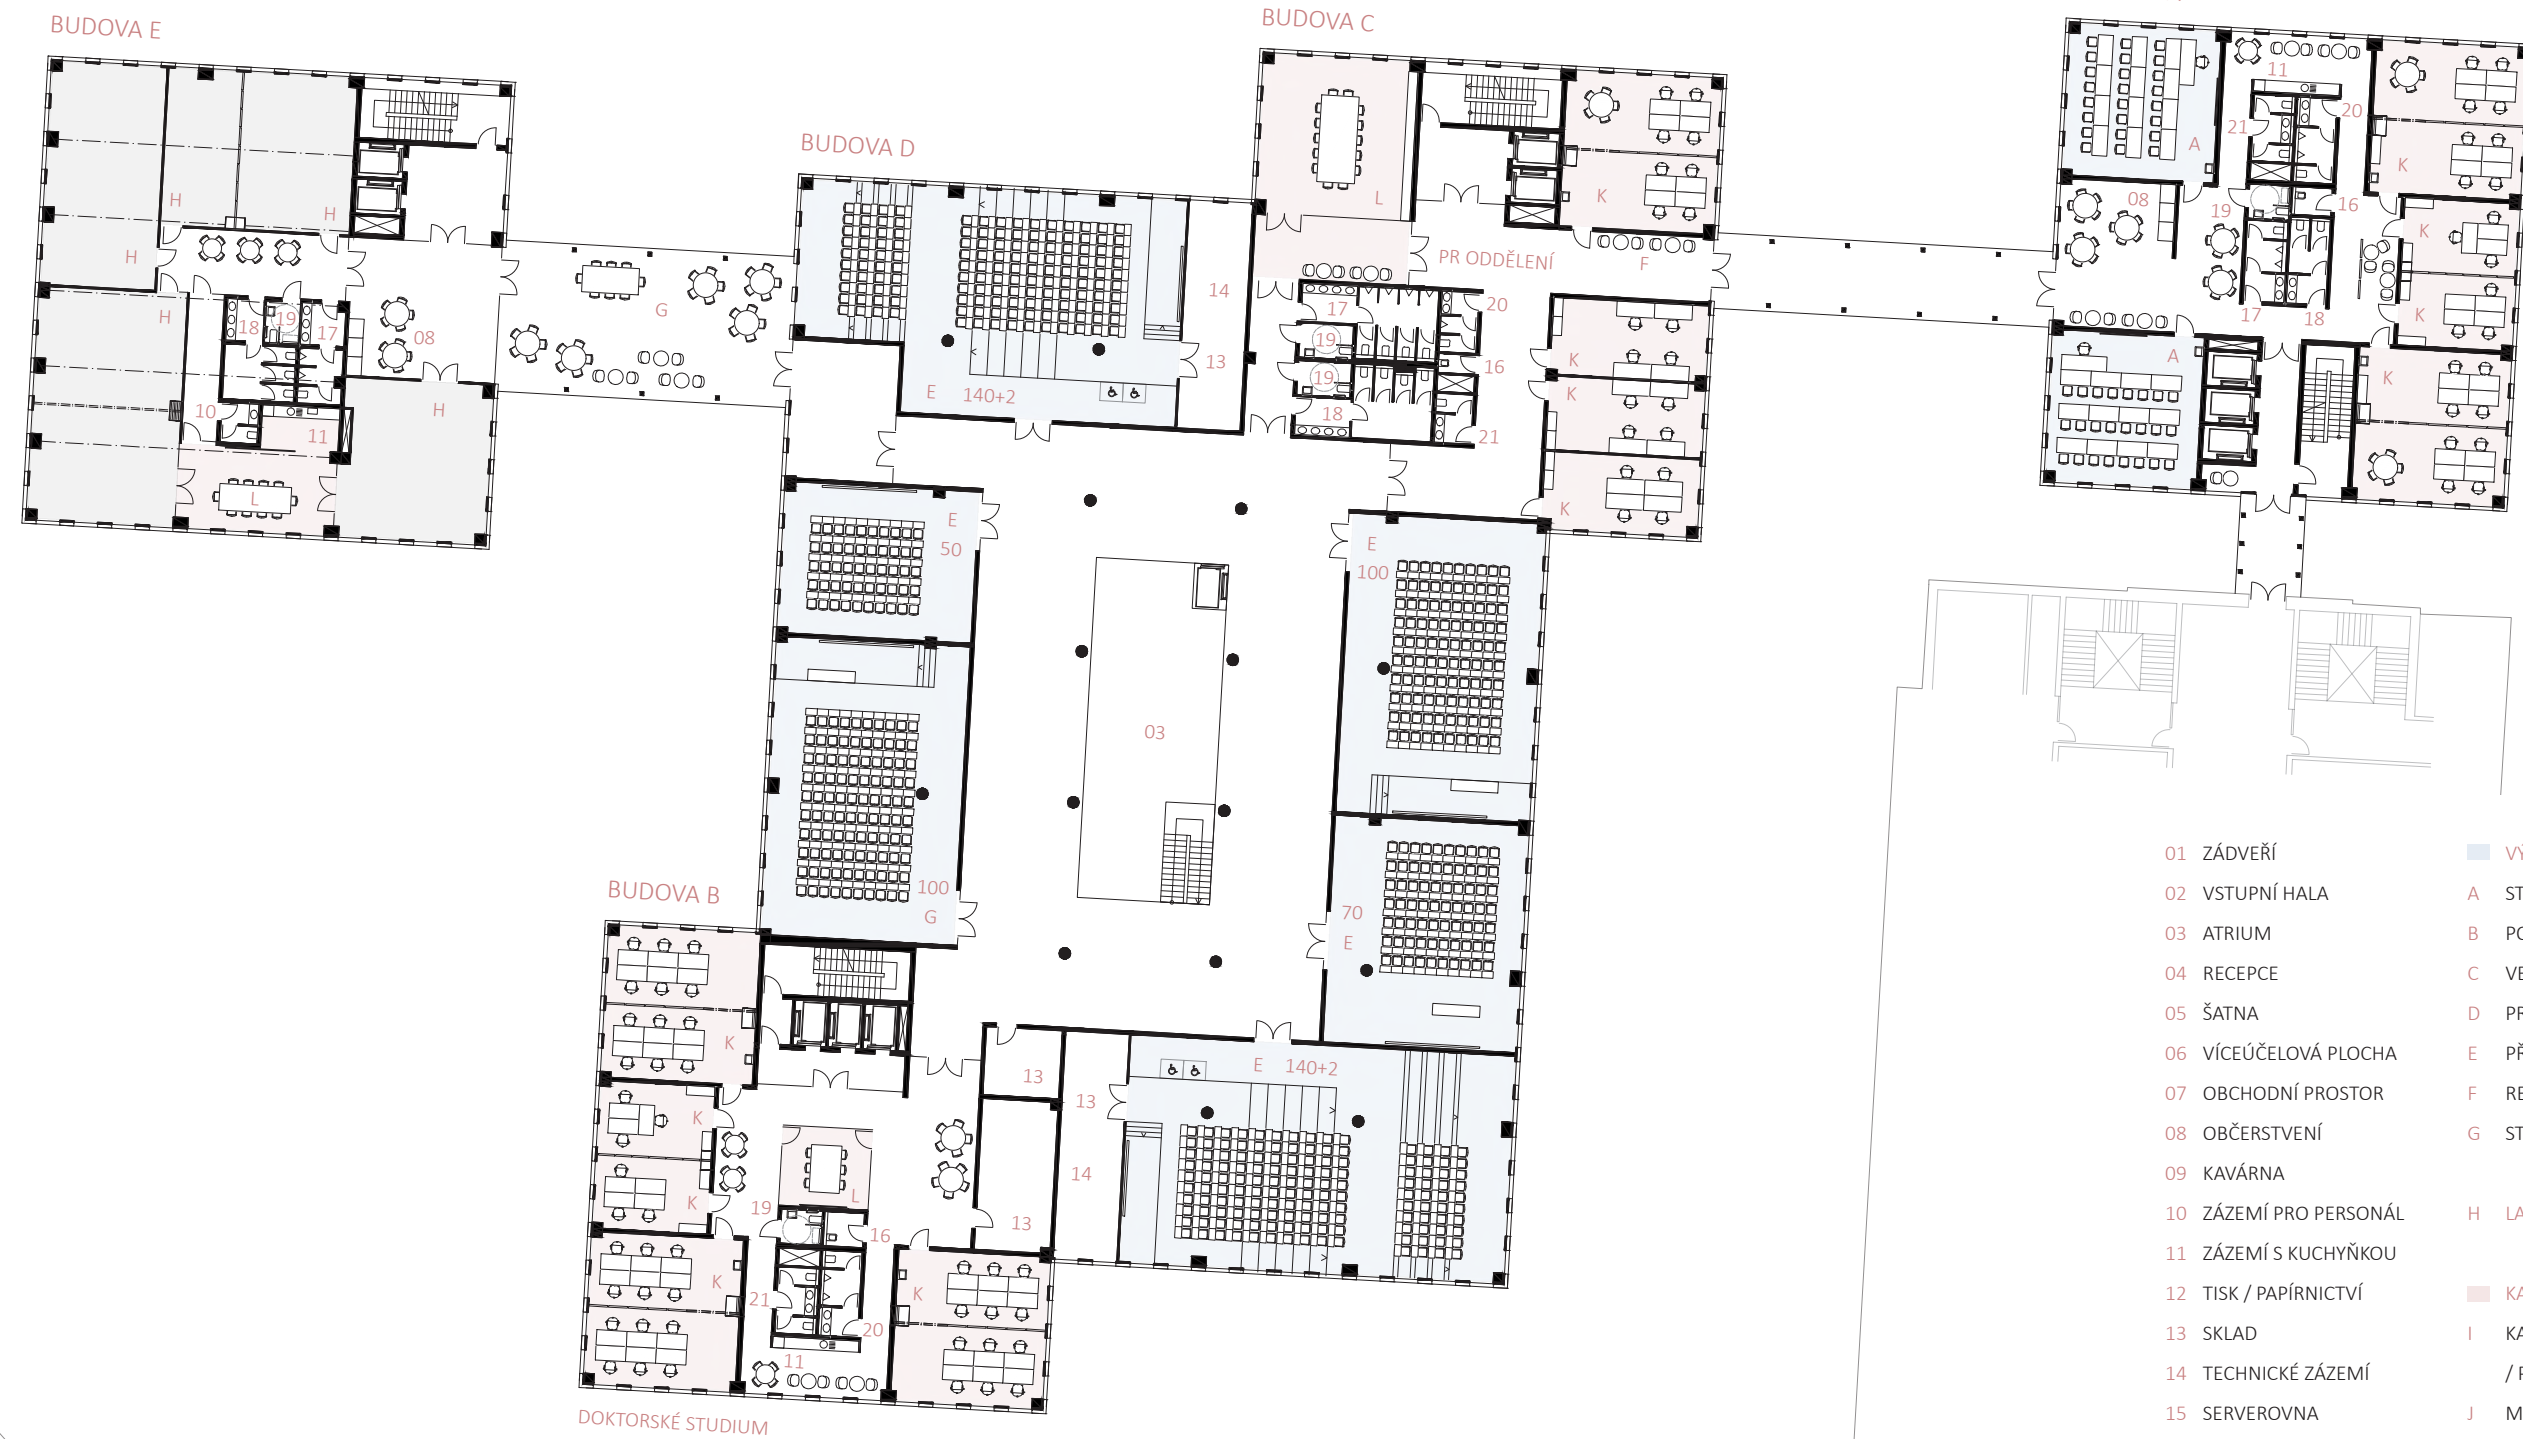 BUDOVA E
H
H
H
H
18
19
17
08
10
11
H
L
G
BUDOVA D
14
13
E 140+2
BUDOVA C
L
K
PR ODDĚLENÍ
F
17
20
19
16
19
18
21
K
K
K
11
20
21
A
K
08
19
16
K
17
18
K
A
K
E
50
E
100
03
100
G
70
E
BUDOVA B
K
K
K
L
19
16
K
21
20
11
K
13
13
13
14
E 140+2
DOKTORSKÉ STUDIUM
01 ZÁDVEŘÍ
02 VSTUPNÍ HALA
03 ATRIUM
04 RECEPCE
05 ŠATNA
06 VÍCEÚČELOVÁ PLOCHA
07 OBCHODNÍ PROSTOR
08 OBČERSTVENÍ
09 KAVÁRNA
10 ZÁZEMÍ PRO PERSONÁL
11 ZÁZEMÍ S KUCHYŇKOU
12 TISK / PAPÍRNICTVÍ
13 SKLAD
14 TECHNICKÉ ZÁZEMÍ
15 SERVEROVNA
A
B
C
D
E
F
G
H
I
J